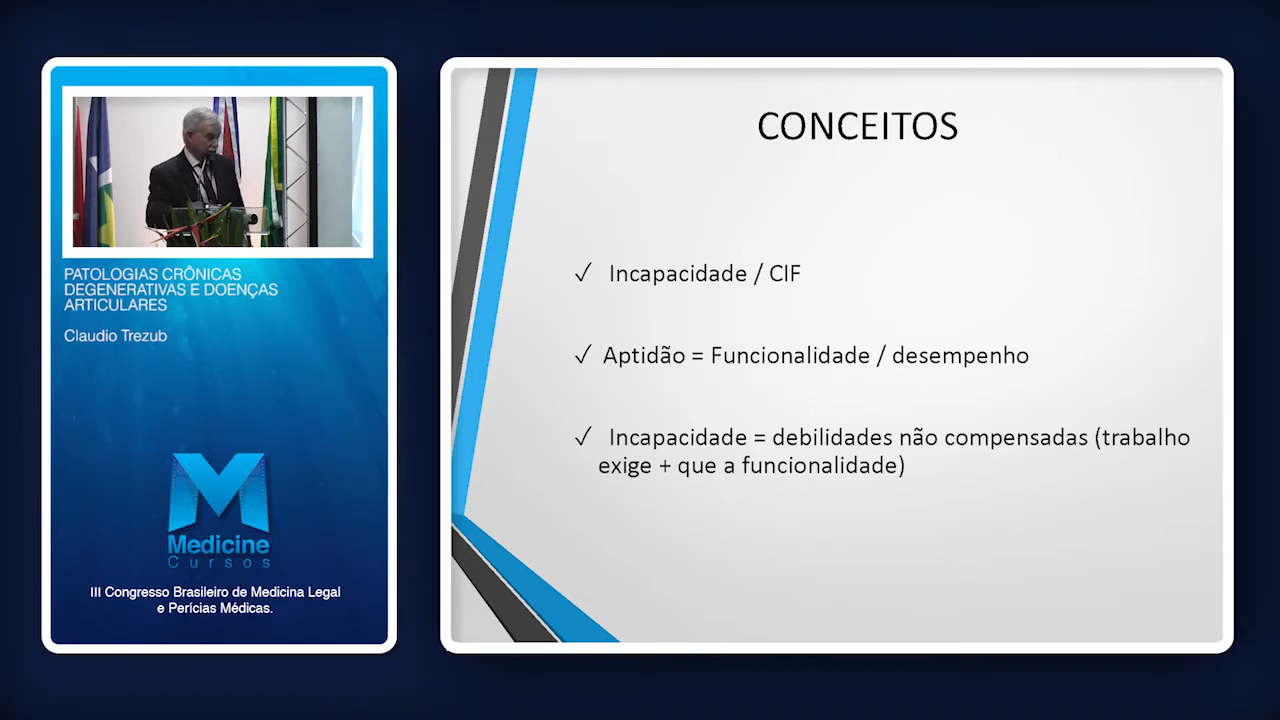 PATOLOGIAS CRÔNICAS
DEGENERATIVAS E DOENÇAS
ARTICULARES
Claudio Trezub
Medicine
Cursos
III Congresso Brasileiro de Medicina Legal
e Perícias Médicas.
CONCEITOS
✓ Incapacidade / CIF
✓ Aptidão = Funcionalidade / desempenho
✓ Incapacidade = debilidades não compensadas (trabalho
exige + que a funcionalidade)